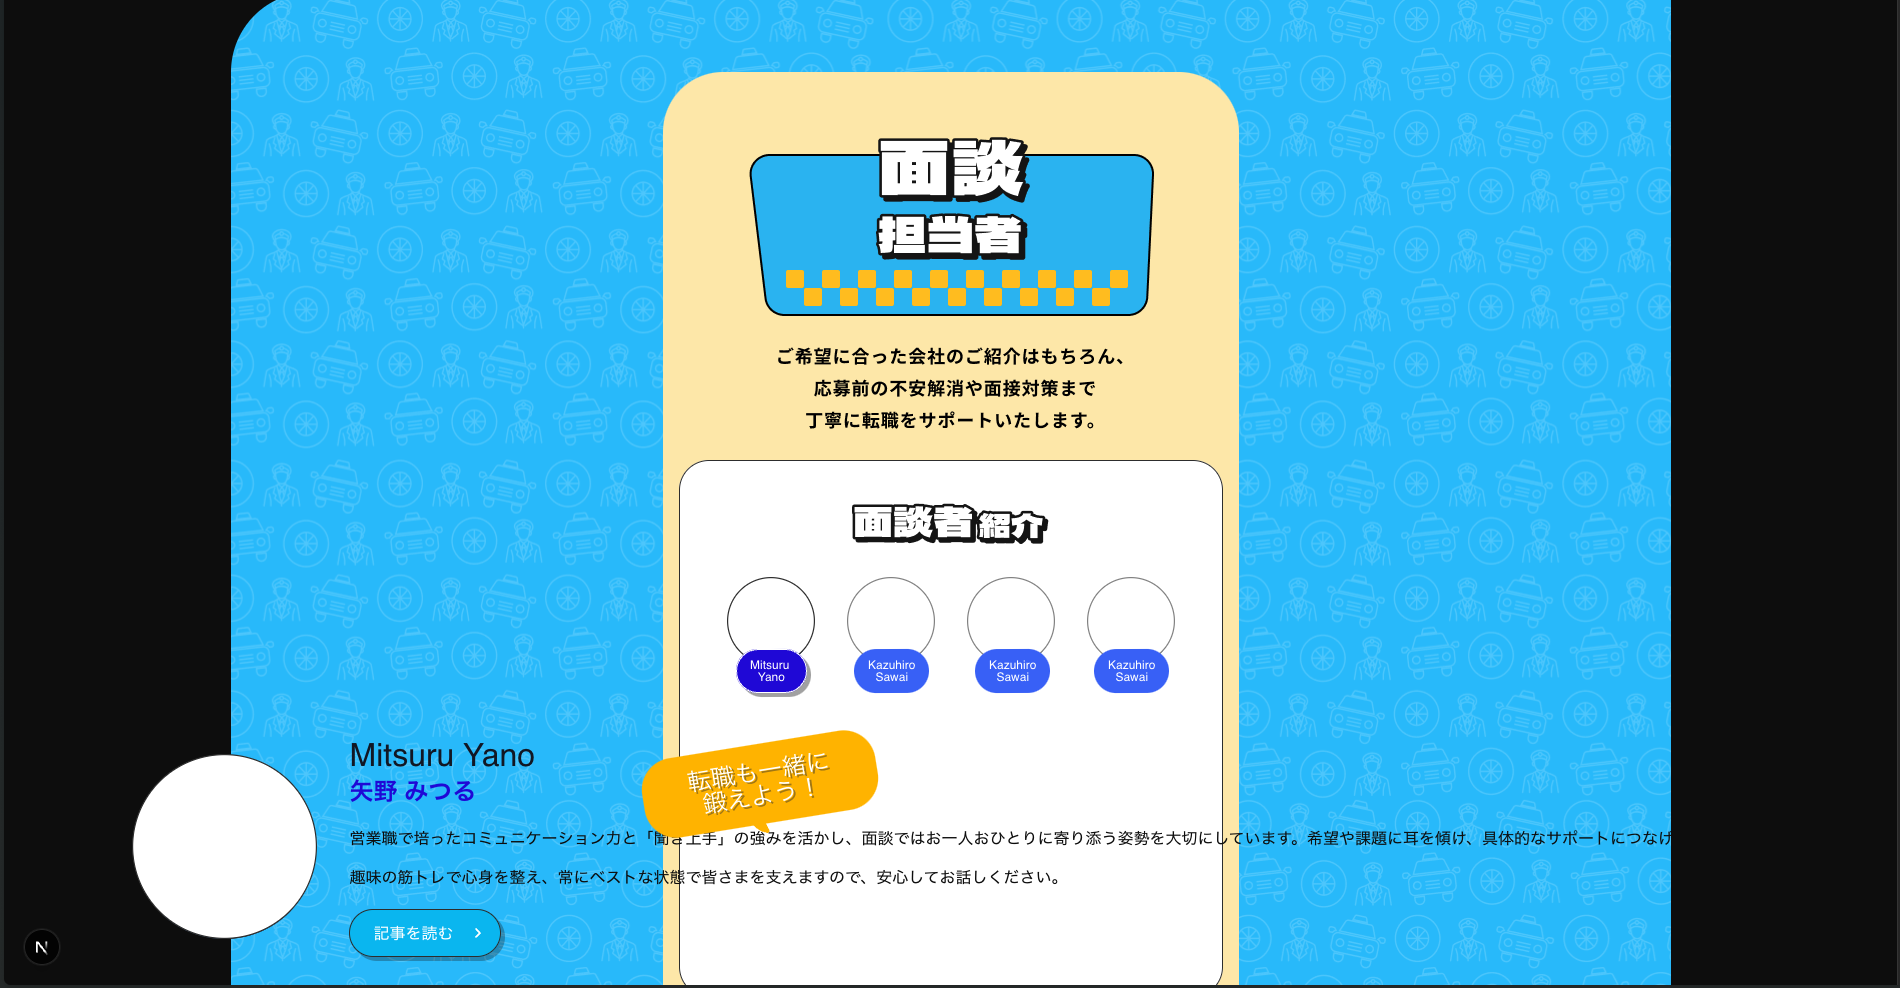 面談
担当者
ご希望に合った会社のご紹介はもちろん、
応募前の不安解消や面接対策まで
丁寧に転職をサポートいたします。
面談者紹介
Mitsuru
Yano
Kazuhiro
Sawai
Kazuhiro
Sawai
Kazuhiro
Sawai
Mitsuru Yano
矢野 みつる
転職も一緒に
鍛えよう！
営業職で培ったコミュニケーション力と「聞き上手」の強みを活かし、面談ではお一人おひとりに寄り添う姿勢を大切にしています。希望や課題に耳を傾け、具体的なサポートにつなげ
趣味の筋トレで心身を整え、常にベストな状態で皆さまを支えますので、安心してお話しください。
記事を読む
N